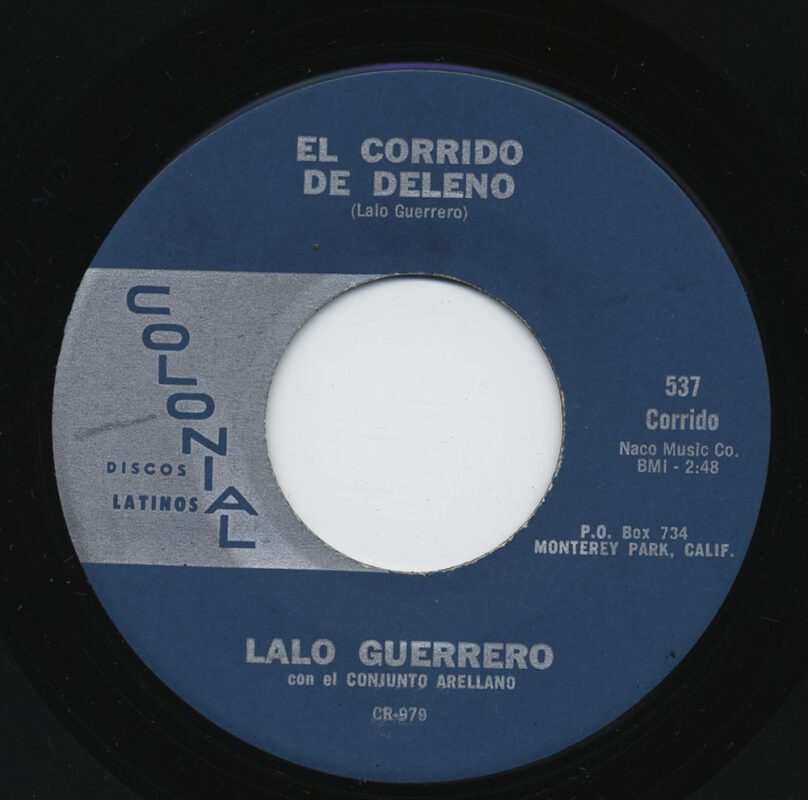 EL CORRIDO
DE DELENO
(Lalo Guerrero)
COLONIAL
DISCOS
LATINOS
537
Corrido
Naco Music Co.
BMI - 2:48
P.O. Box 734
MONTEREY PARK, CALIF.
LALO GUERRERO
con el CONJUNTO ARELLANO
CR-979